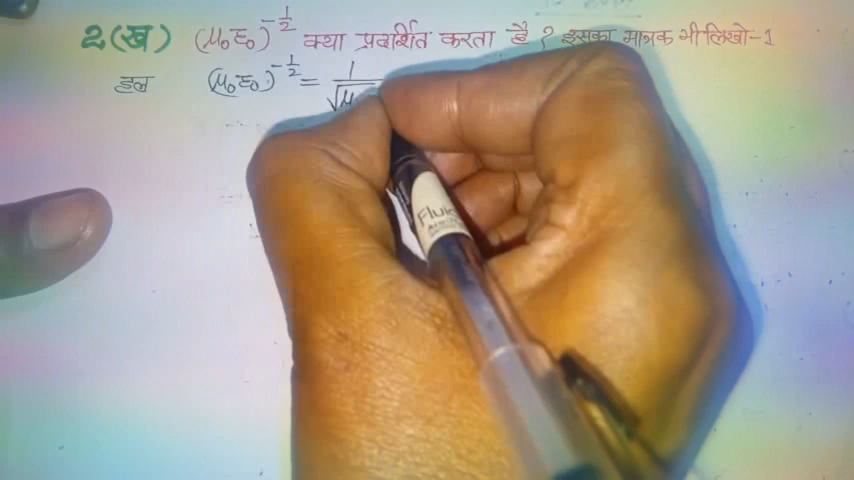 2(ख) (μ₀ε₀)^-1/2 क्या प्रदर्शित करता है ? इसका मात्रक भी लिखो-1
हल (μ₀ε₀)^-1/2 = 1/√μ
Fluid